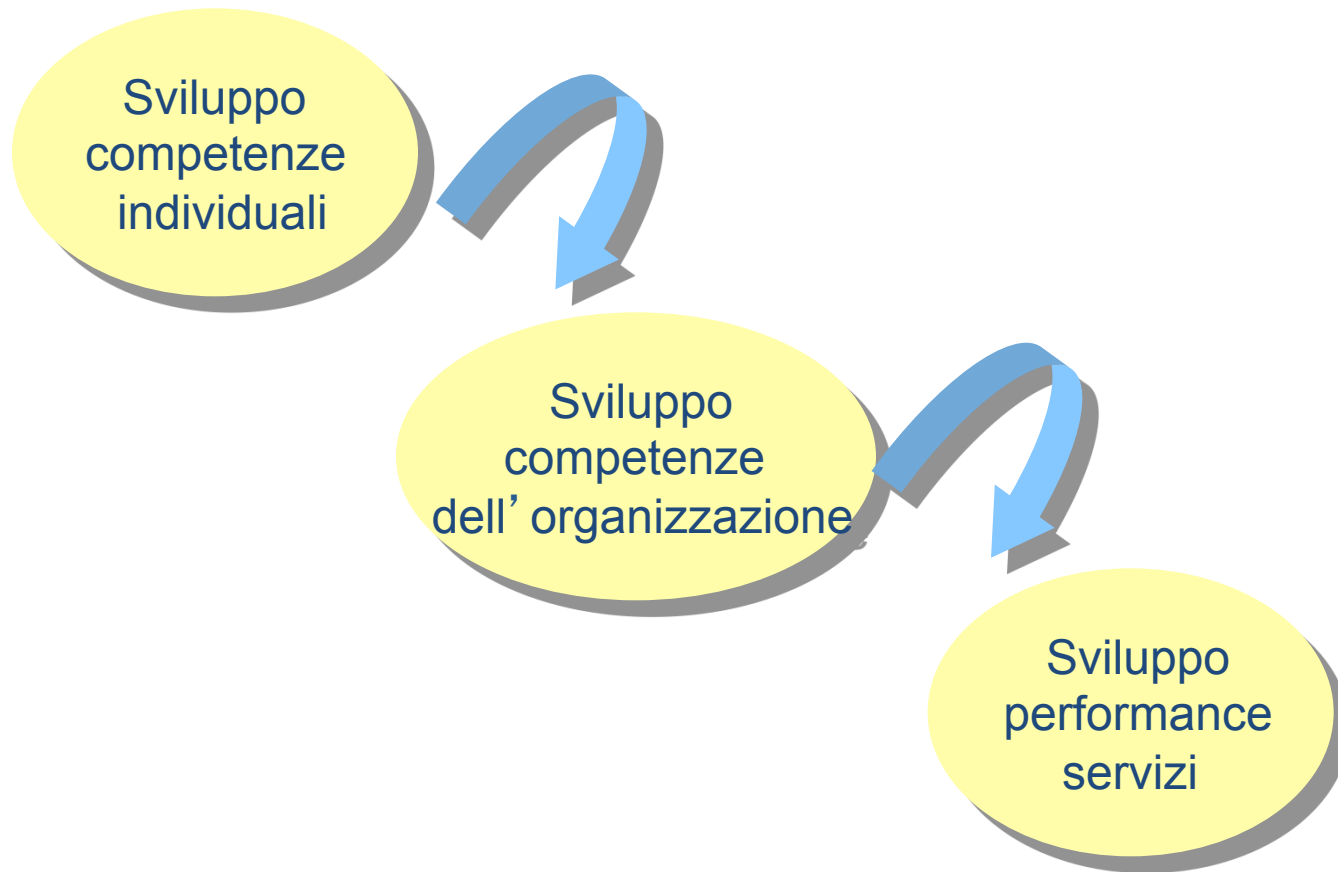 Sviluppo
competenze
individuali
Sviluppo
competenze
dell’ organizzazione
Sviluppo
performance
servizi